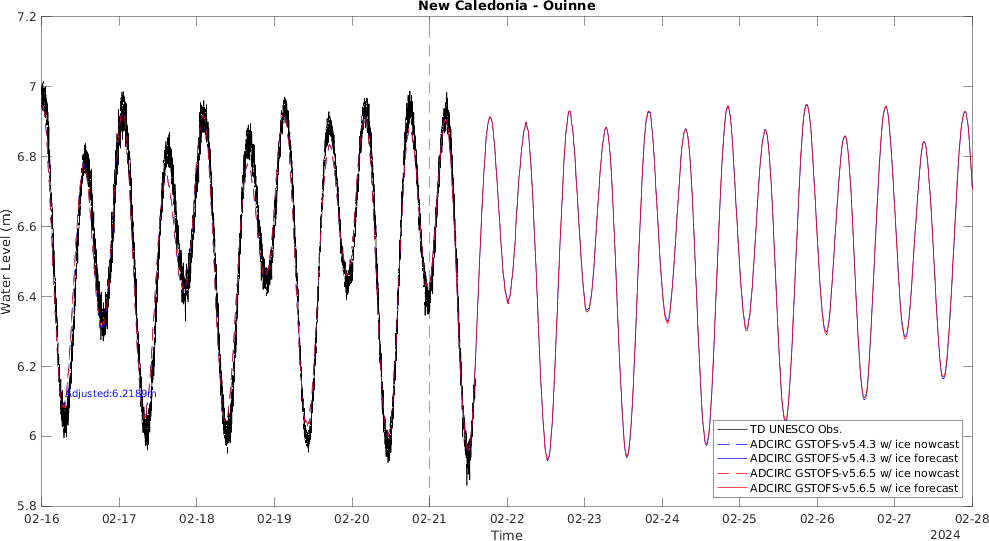 New Caledonia - Ouinne
7.2
7
6.8
6.6
6.4
6.2
6
5.8
Water Level (m)
Adjusted:6.2189m
TD UNESCO Obs.
ADCIRC GSTOFS-v5.4.3 w/ ice nowcast
ADCIRC GSTOFS-v5.4.3 w/ ice forecast
ADCIRC GSTOFS-v5.6.5 w/ ice nowcast
ADCIRC GSTOFS-v5.6.5 w/ ice forecast
02-16 02-17 02-18 02-19 02-20 02-21 02-22 02-23 02-24 02-25 02-26 02-27 02-28
Time
2024